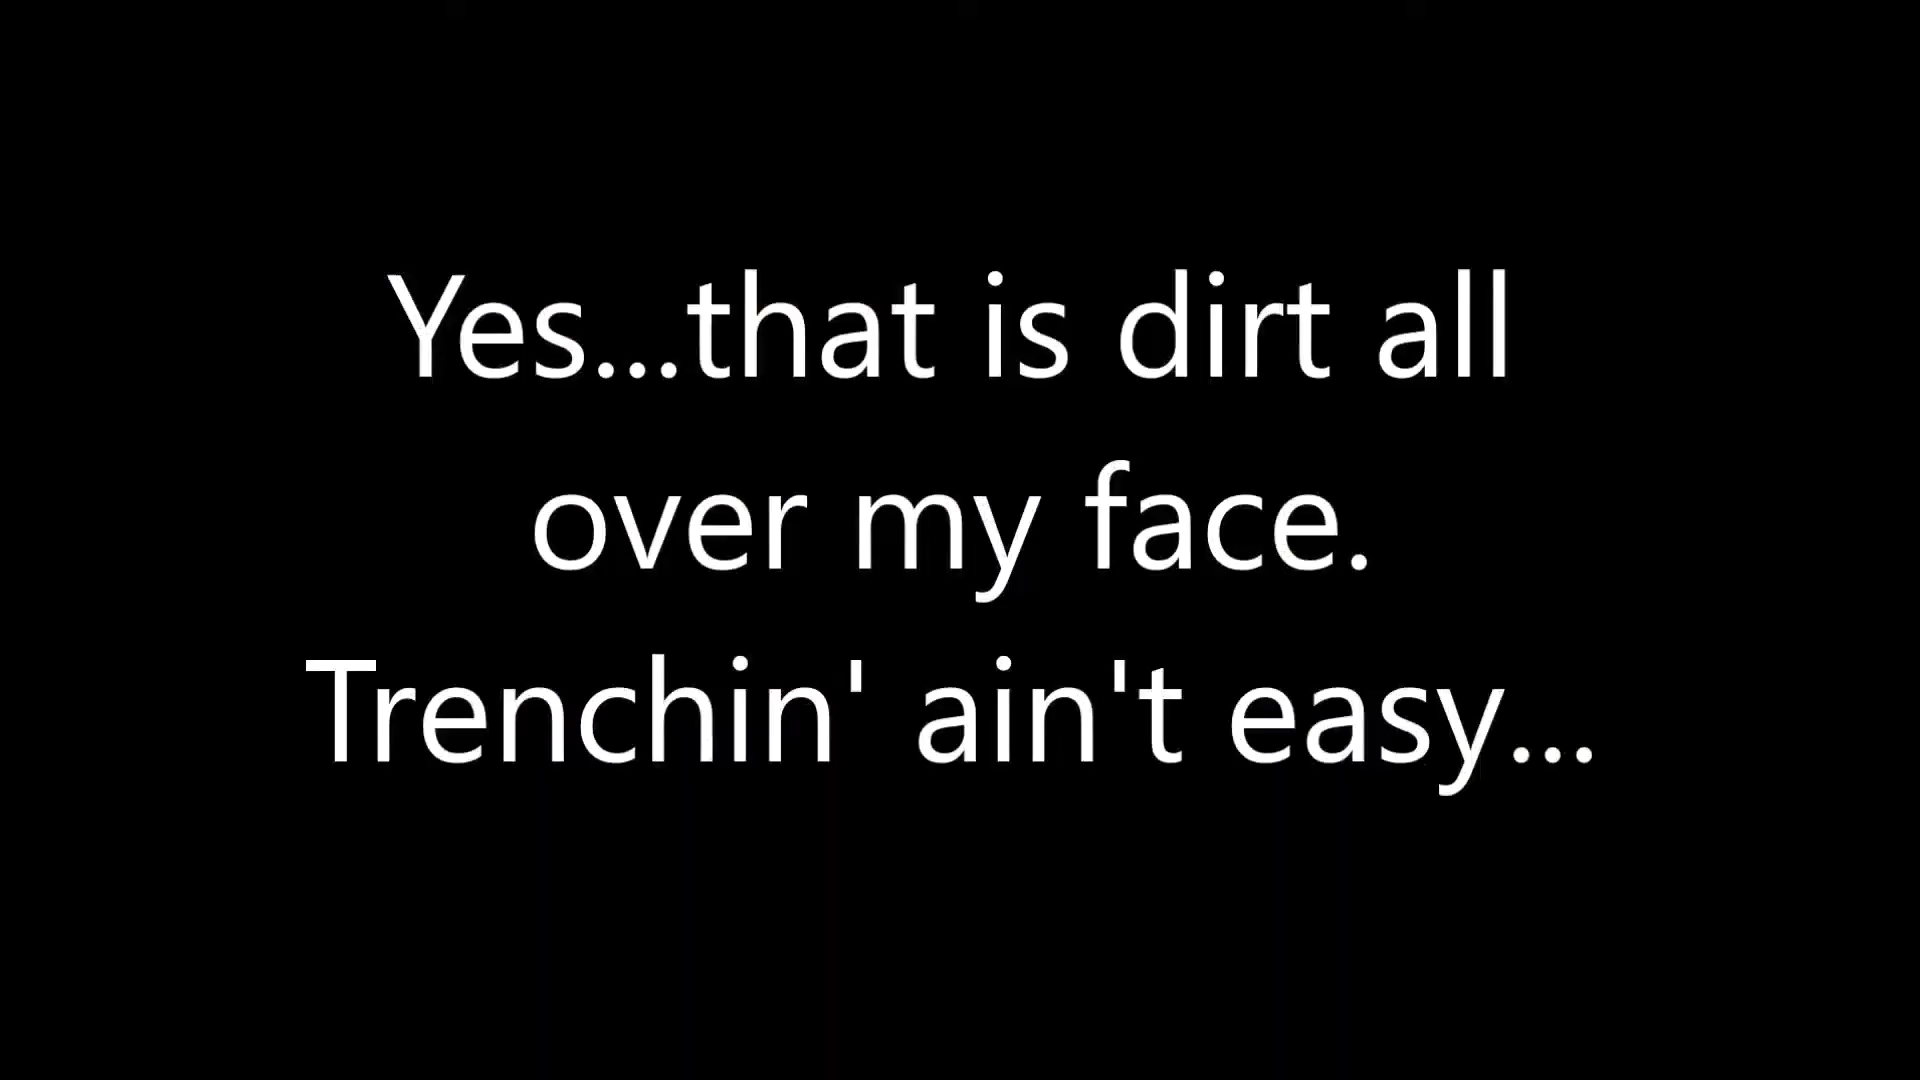 Yes...that is dirt all
over my face.
Trenchin' ain't easy...